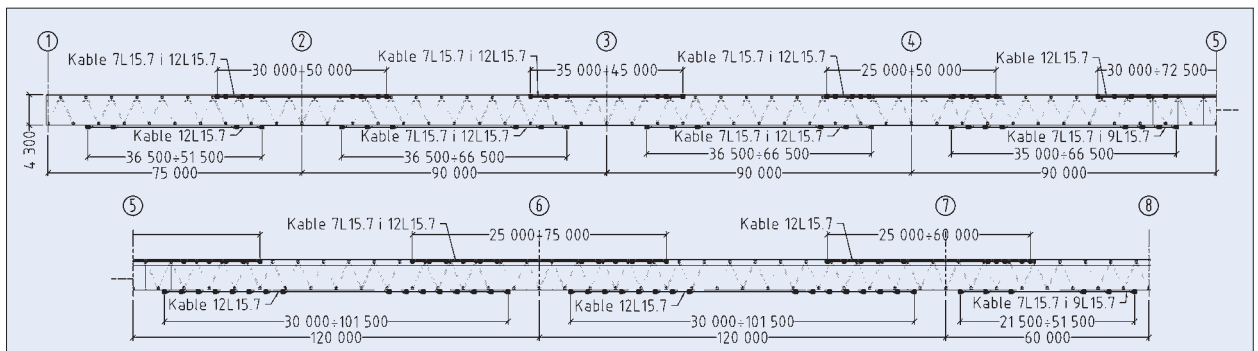 1 2 3 4 5
Kable 7L15.7 i 12L15.7 Kable 7L15.7 i 12L15.7 Kable 7L15.7 i 12L15.7 Kable 12L15.7
30 000÷50 000 35 000÷45 000 25 000÷50 000 30 000÷72 500
4 300
Kable 12L15.7 Kable 7L15.7 i 12L15.7 Kable 7L15.7 i 12L15.7 Kable 7L15.7 i 9L15.7
36 500÷51 500 36 500÷66 500 36 500÷66 500 35 000÷66 500
75 000 90 000 90 000 90 000
5 6 7 8
Kable 7L15.7 i 12L15.7 Kable 12L15.7
25 000÷75 000 25 000÷60 000
Kable 12L15.7 Kable 12L15.7 Kable 7L15.7 i 9L15.7
30 000÷101 500 30 000÷101 500 21 500÷51 500
120 000 120 000 60 000